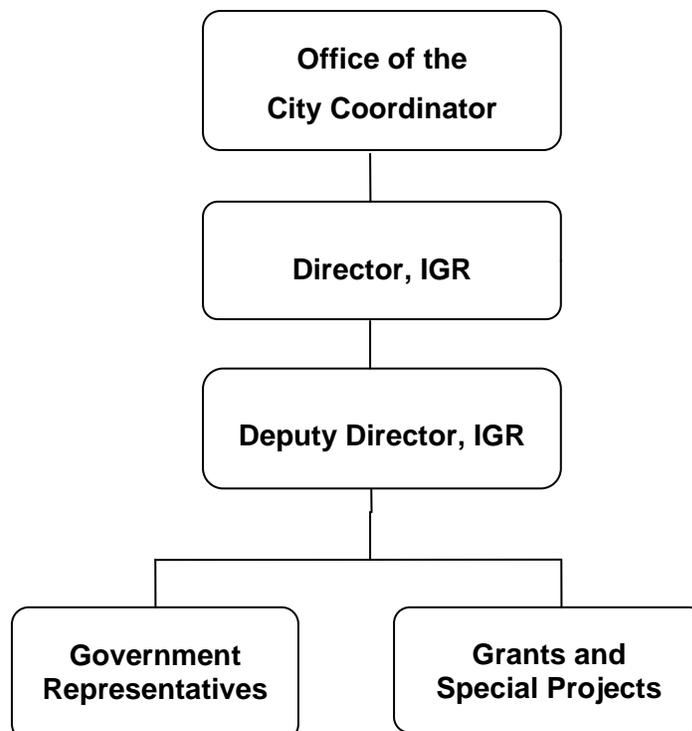 Office of the
City Coordinator
Director, IGR
Deputy Director, IGR
Government
Representatives
Grants and
Special Projects